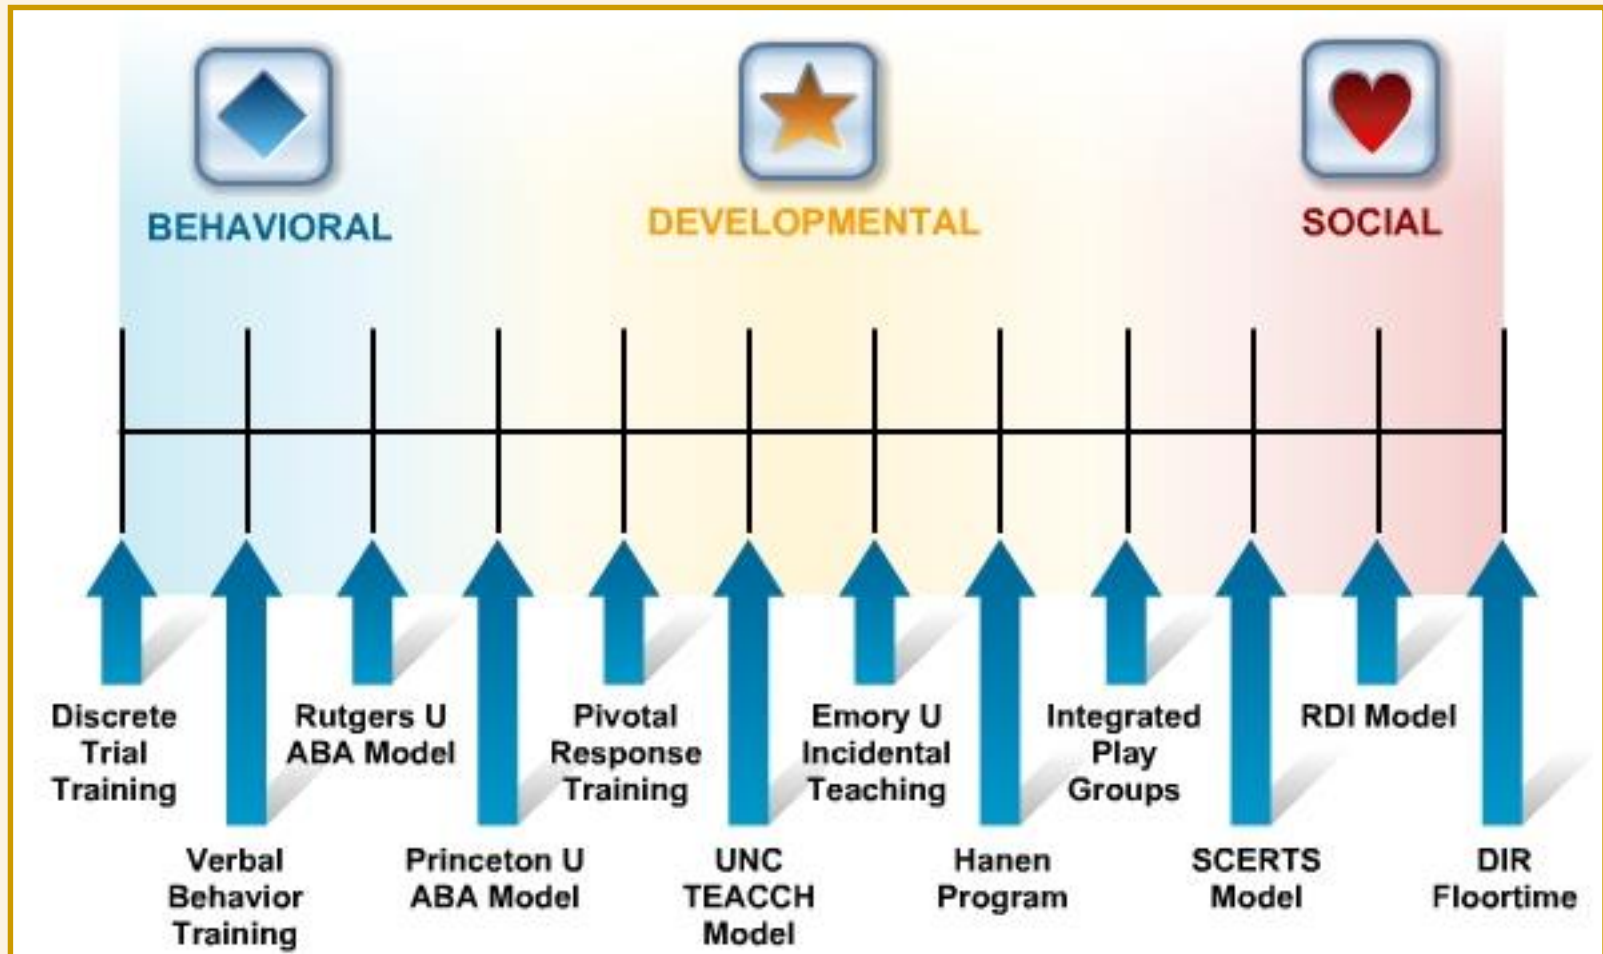 BEHAVIORAL
DEVELOPMENTAL
SOCIAL
Discrete
Trial
Training
Verbal
Behavior
Training
Rutgers U
ABA Model
Princeton U
ABA Model
Pivotal
Response
Training
UNC
TEACCH
Model
Emory U
Incidental
Teaching
Hanen
Program
Integrated
Play
Groups
SCERTS
Model
RDI Model
DIR
Floortime